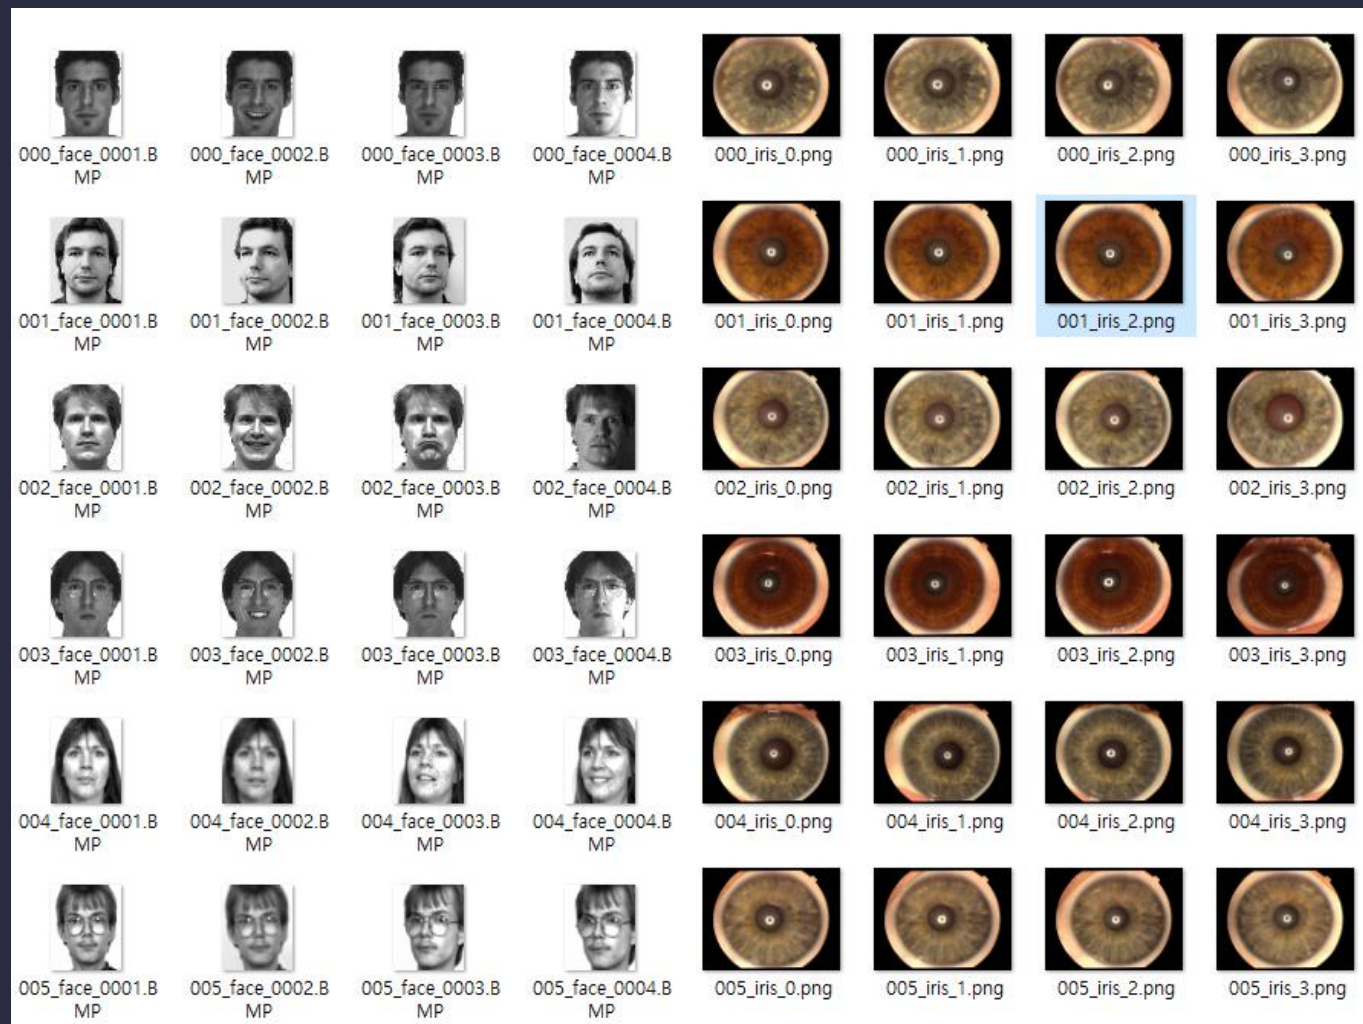 000_face_0001.B
MP
000_face_0002.B
MP
000_face_0003.B
MP
000_face_0004.B
MP
000_iris_0.png
000_iris_1.png
000_iris_2.png
000_iris_3.png
001_face_0001.B
MP
001_face_0002.B
MP
001_face_0003.B
MP
001_face_0004.B
MP
001_iris_0.png
001_iris_1.png
001_iris_2.png
001_iris_3.png
002_face_0001.B
MP
002_face_0002.B
MP
002_face_0003.B
MP
002_face_0004.B
MP
002_iris_0.png
002_iris_1.png
002_iris_2.png
002_iris_3.png
003_face_0001.B
MP
003_face_0002.B
MP
003_face_0003.B
MP
003_face_0004.B
MP
003_iris_0.png
003_iris_1.png
003_iris_2.png
003_iris_3.png
004_face_0001.B
MP
004_face_0002.B
MP
004_face_0003.B
MP
004_face_0004.B
MP
004_iris_0.png
004_iris_1.png
004_iris_2.png
004_iris_3.png
005_face_0001.B
MP
005_face_0002.B
MP
005_face_0003.B
MP
005_face_0004.B
MP
005_iris_0.png
005_iris_1.png
005_iris_2.png
005_iris_3.png